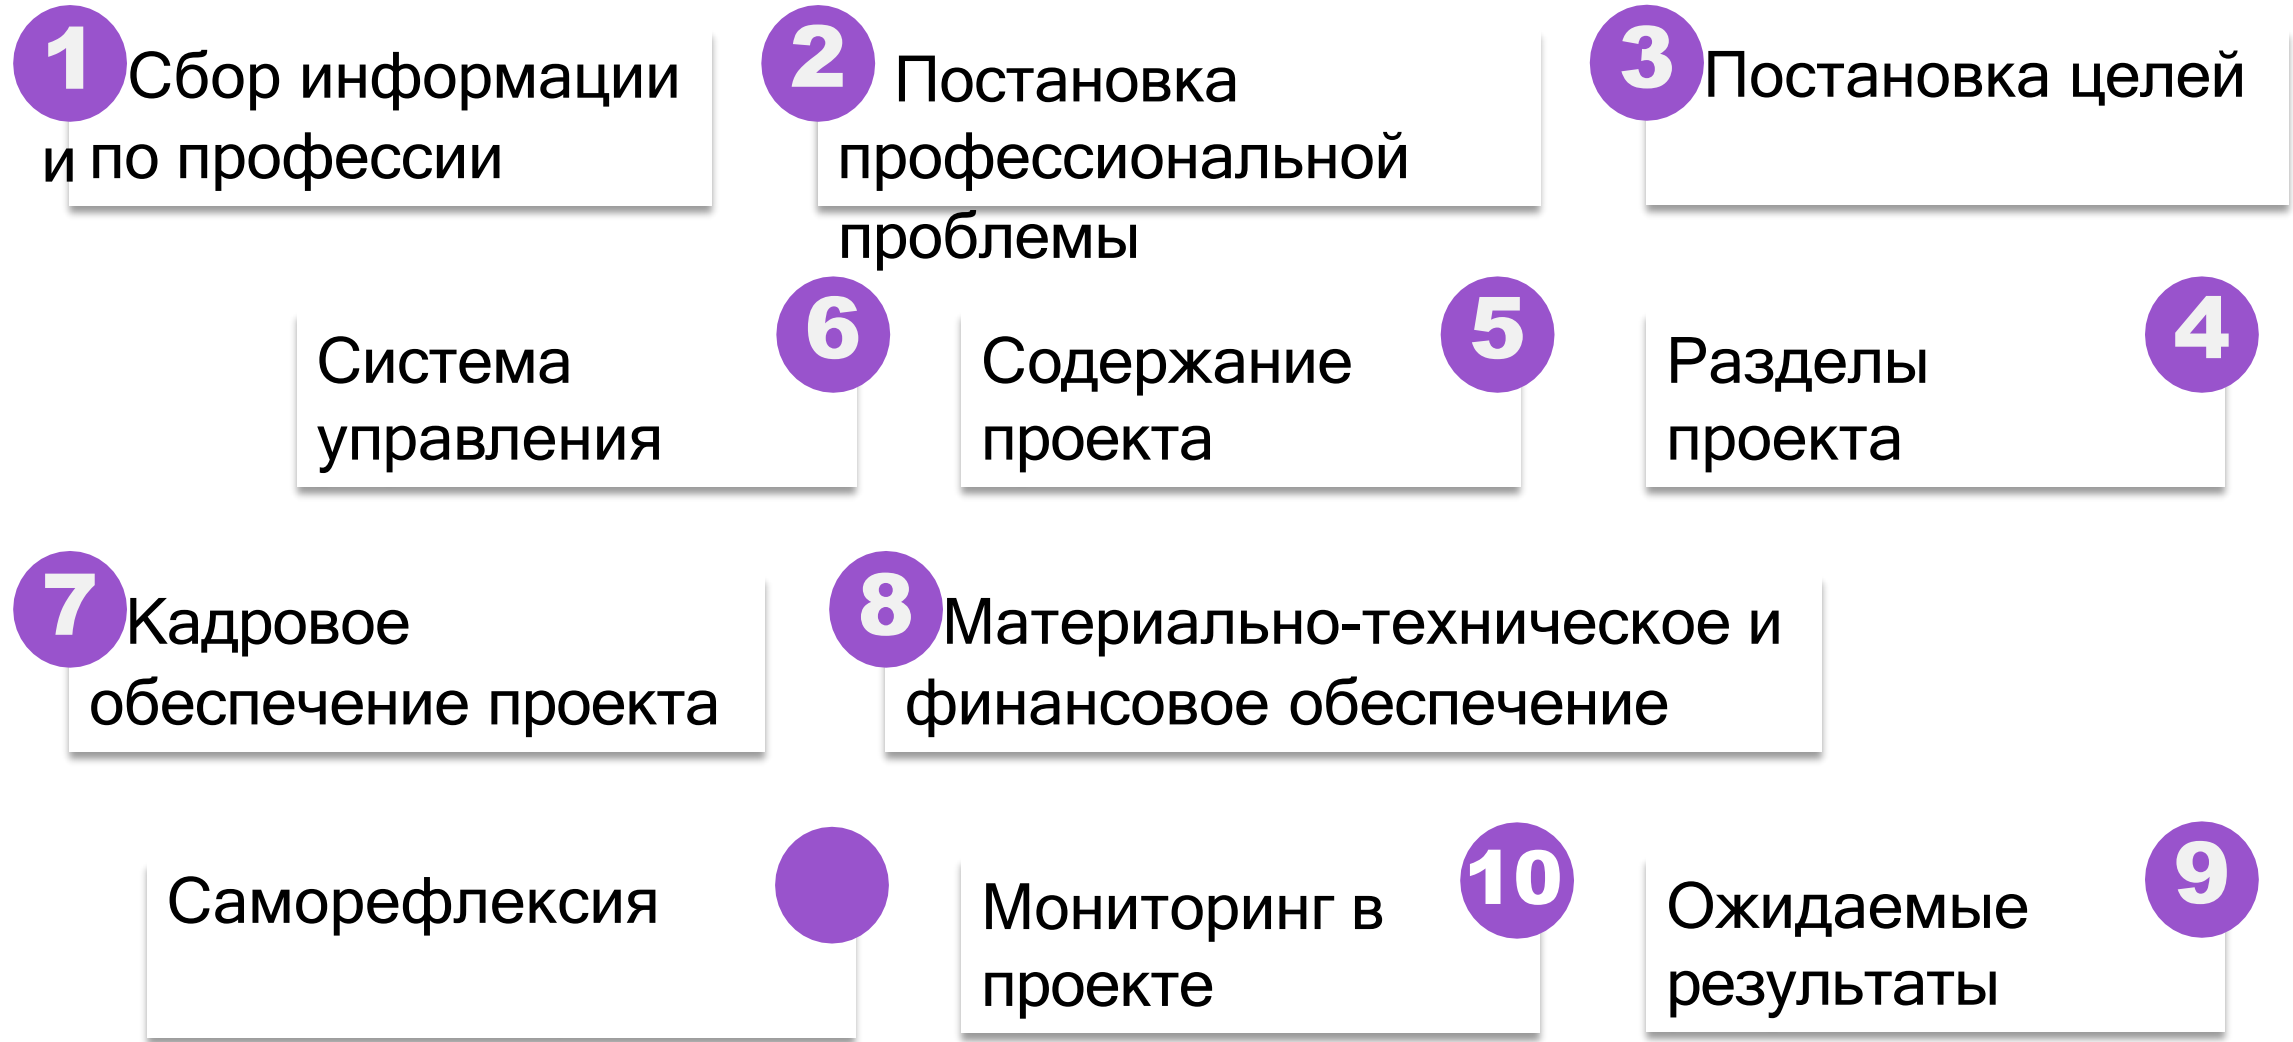 1 Сбор информации
и по профессии
2 Постановка
профессиональной
проблемы
3 Постановка целей
4 Разделы
проекта
5 Содержание
проекта
6 Система
управления
7 Кадровое
обеспечение проекта
8 Материально-техническое и
финансовое обеспечение
9 Ожидаемые
результаты
10 Мониторинг в
проекте
Саморефлексия